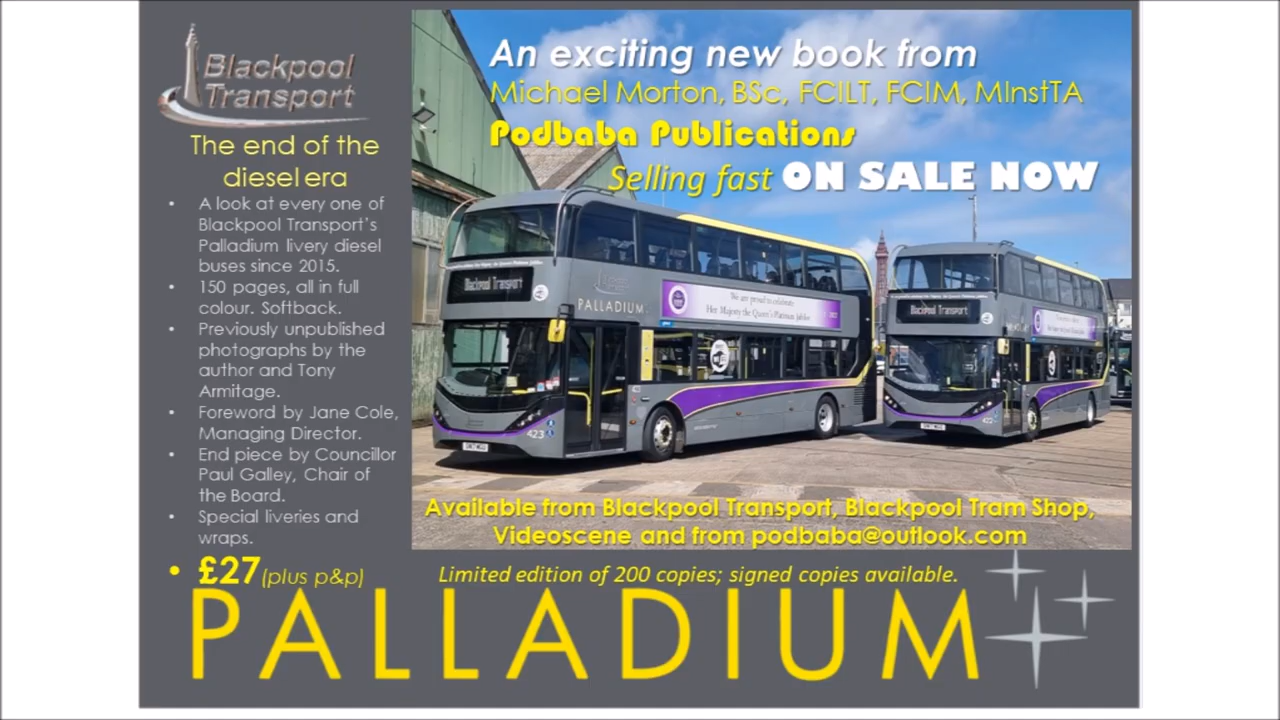 Blackpool
Transport
The end of the
diesel era
• A look at every one of
Blackpool Transport's
Palladium livery diesel
buses since 2015.
• 150 pages, all in full
colour. Softback.
• Previously unpublished
photographs by the
author and Tony
Armitage.
• Foreword by Jane Cole,
Managing Director.
• End piece by Councillor
Paul Galley, Chair of
the Board.
• Special liveries and
wraps.
• £27(plus p&p)
An exciting new book from
Michael Morton, BSc, FCILT, FCIM, MInstTA
Podbaba Publications
Selling fast ON SALE NOW
Blackpool Transport
PALLADIUM
We are proud to celebrate
Her Majesty the Queen's Platinum Jubilee
423
Blackpool Transport
422
Available from Blackpool Transport, Blackpool Tram Shop,
Videoscene and from podbaba@outlook.com
Limited edition of 200 copies; signed copies available.
PALLADIUM